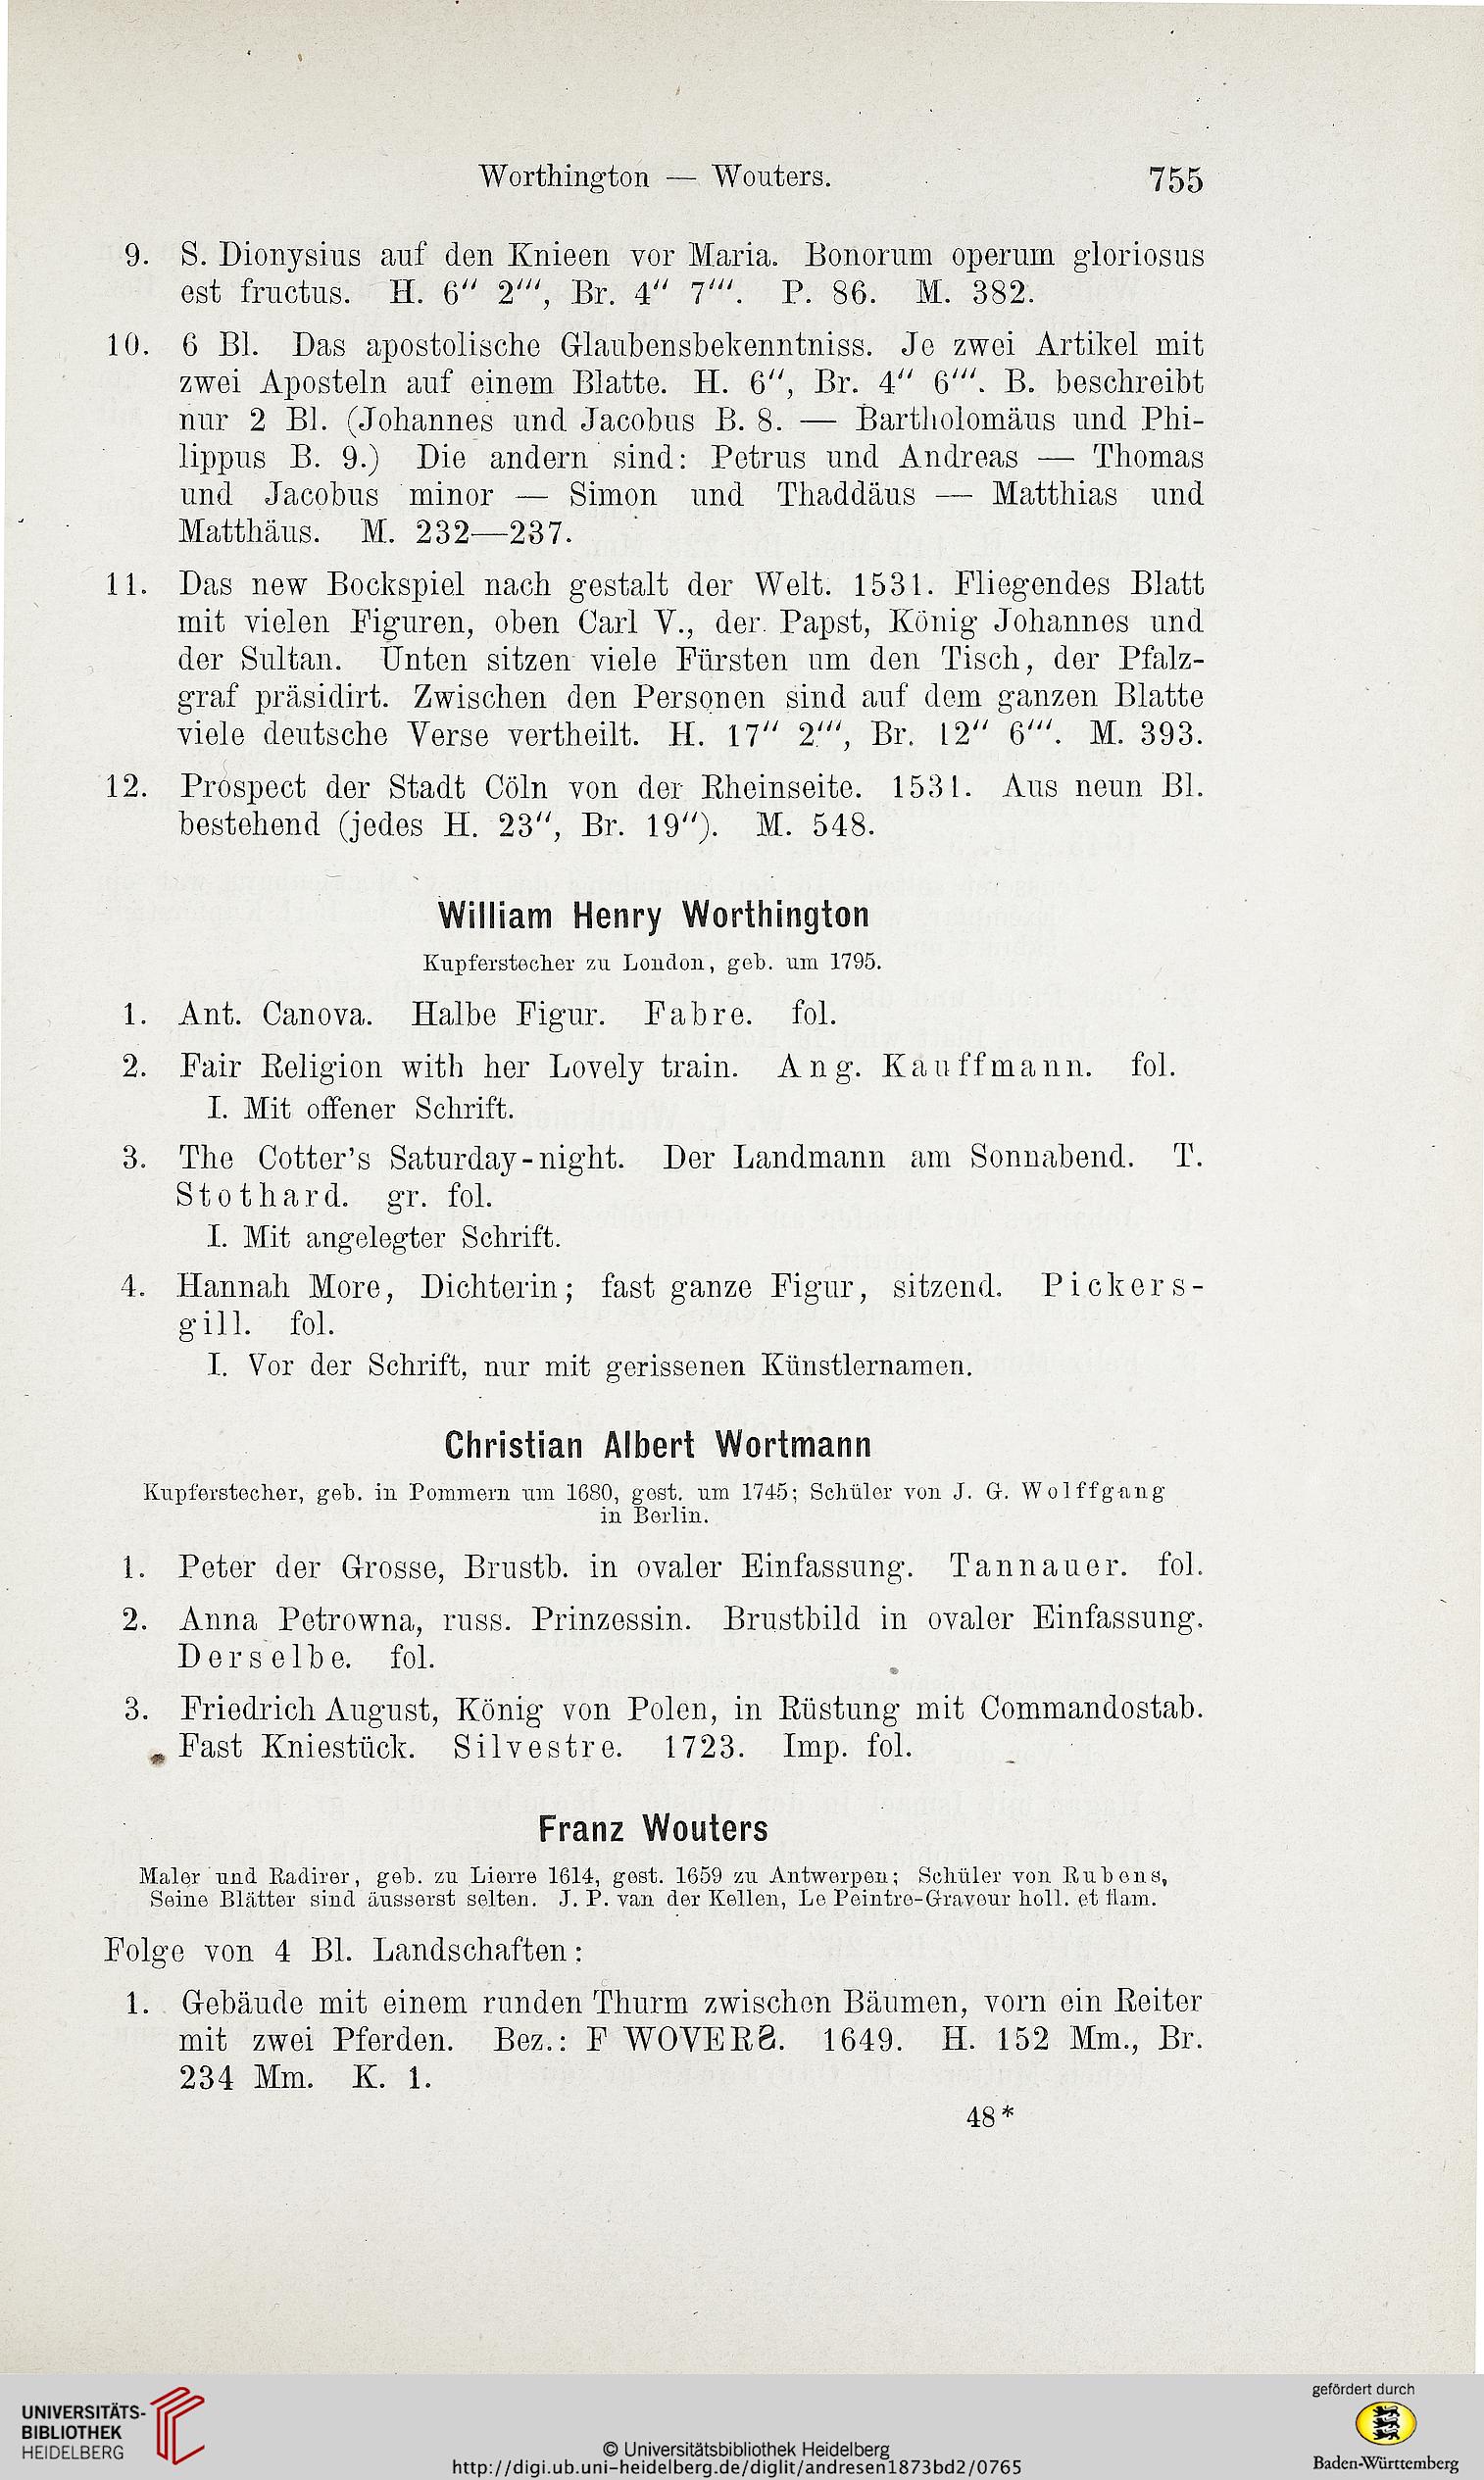 Worthington — Wouters. 755
9. S. Dionysius auf den Knieen vor Maria. Bonorum operum gloriosus
est fructus. H. 6″ 2‴, Br. 4″ 7‴. P. 86. M. 382.
10. 6 Bl. Das apostolische Glaubensbekenntniss. Je zwei Artikel mit
zwei Aposteln auf einem Blatte. H. 6″, Br. 4″ 6‴. B. beschreibt
nur 2 Bl. (Johannes und Jacobus B. 8. — Bartholomäus und Phi-
lippus B. 9.) Die andern sind: Petrus und Andreas — Thomas
und Jacobus minor — Simon und Thaddäus — Matthias und
Matthäus. M. 232—237.
11. Das new Bockspiel nach gestalt der Welt. 1531. Fliegendes Blatt
mit vielen Figuren, oben Carl V., der Papst, König Johannes und
der Sultan. Unten sitzen viele Fürsten um den Tisch, der Pfalz-
graf präsidirt. Zwischen den Personen sind auf dem ganzen Blatte
viele deutsche Verse vertheilt. H. 17″ 2‴, Br. 12″ 6‴. M. 393.
12. Prospect der Stadt Cöln von der Rheinseite. 1531. Aus neun Bl.
bestehend (jedes H. 23″, Br. 19″). M. 548.
William Henry Worthington
Kupferstecher zu London, geb. um 1795.
1. Ant. Canova. Halbe Figur. Fabre. fol.
2. Fair Religion with her Lovely train. Ang. Kauffmann. fol.
I. Mit offener Schrift.
3. The Cotter's Saturday-night. Der Landmann am Sonnabend. T.
Stothard. gr. fol.
I. Mit angelegter Schrift.
4. Hannah More, Dichterin; fast ganze Figur, sitzend. Pickers-
gill. fol.
I. Vor der Schrift, nur mit gerissenen Künstlernamen.
Christian Albert Wortmann
Kupferstecher, geb. in Pommern um 1680, gest. um 1745; Schüler von J. G. Wolffgang
in Berlin.
1. Peter der Grosse, Brustb. in ovaler Einfassung. Tannauer. fol.
2. Anna Petrowna, russ. Prinzessin. Brustbild in ovaler Einfassung.
Derselbe. fol.
3. Friedrich August, König von Polen, in Rüstung mit Commandostab.
Fast Kniestück. Silvestre. 1723. Imp. fol.
Franz Wouters
Maler und Radirer, geb. zu Lierre 1614, gest. 1659 zu Antwerpen; Schüler von Rubens,
Seine Blätter sind äusserst selten. J. P. van der Kellen, Le Peintre-Graveur holl. et flam.
Folge von 4 Bl. Landschaften:
1. Gebäude mit einem runden Thurm zwischen Bäumen, vorn ein Reiter
mit zwei Pferden. Bez.: F WOVERS. 1649. H. 152 Mm., Br.
234 Mm. K. 1.
48*
UNIVERSITÄTS-
BIBLIOTHEK
HEIDELBERG
© Universitätsbibliothek Heidelberg
http://digi.ub.uni-heidelberg.de/diglit/andresen1873bd2/0765
gefördert durch
Baden-Württemberg